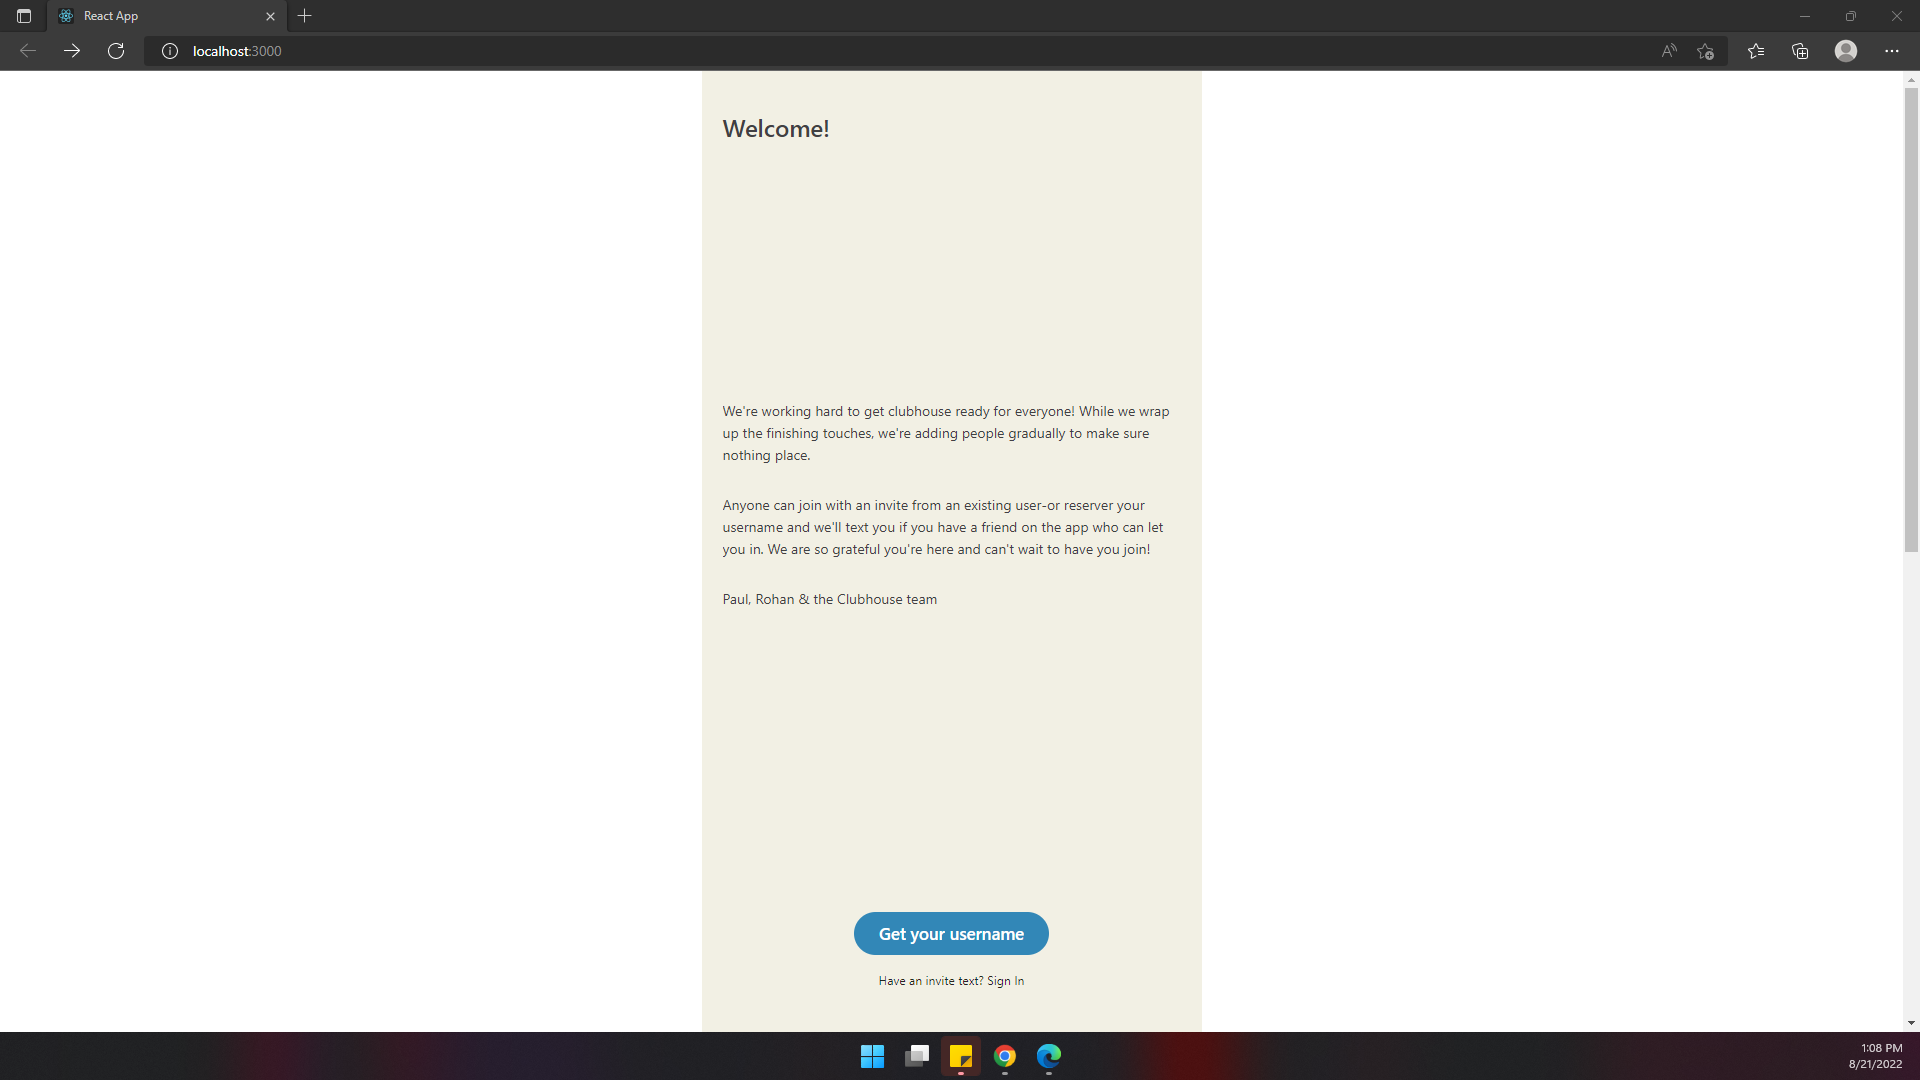 React App
localhost:3000
Welcome!
We're working hard to get clubhouse ready for everyone! While we wrap
up the finishing touches, we're adding people gradually to make sure
nothing place.
Anyone can join with an invite from an existing user-or reserver your
username and we'll text you if you have a friend on the app who can let
you in. We are so grateful you're here and can't wait to have you join!
Paul, Rohan & the Clubhouse team
Get your username
Have an invite text? Sign In
1:08 PM
8/21/2022